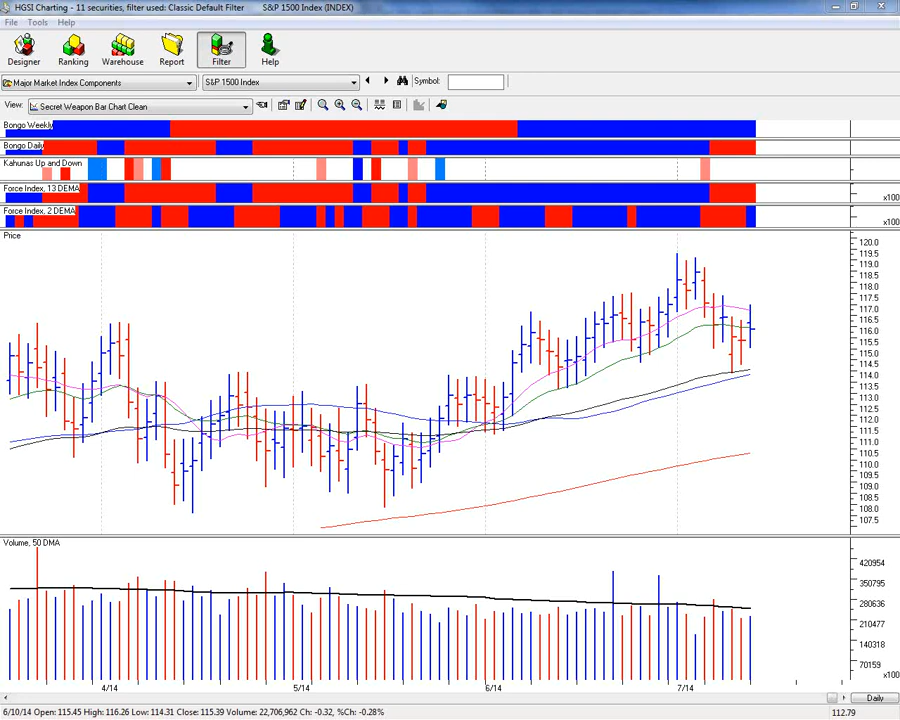 HGSI Charting - 11 securities, filter used: Classic Default Filter S&P 1500 Index (INDEX)
File Tools Help
Designer Ranking Warehouse Report Filter Help
Major Market Index Components S&P 1500 Index Symbol:
View: Secret Weapon Bar Chart Clean
Bongo Weekly
Bongo Daily
Kahunas Up and Down
Force Index, 13 DEMA
x100
Force Index, 2 DEMA
x100
Price
120.0
119.5
119.0
118.5
118.0
117.5
117.0
116.5
116.0
115.5
115.0
114.5
114.0
113.5
113.0
112.5
112.0
111.5
111.0
110.5
110.0
109.5
109.0
108.5
108.0
107.5
Volume, 50 DMA
420954
350795
280636
210477
140318
70159
x100
4/14 5/14 6/14 7/14
Daily
6/10/14 Open: 115.45 High: 116.26 Low: 114.31 Close: 115.39 Volume: 22,706,962 Ch: -0.32, %Ch: -0.28% 112.79